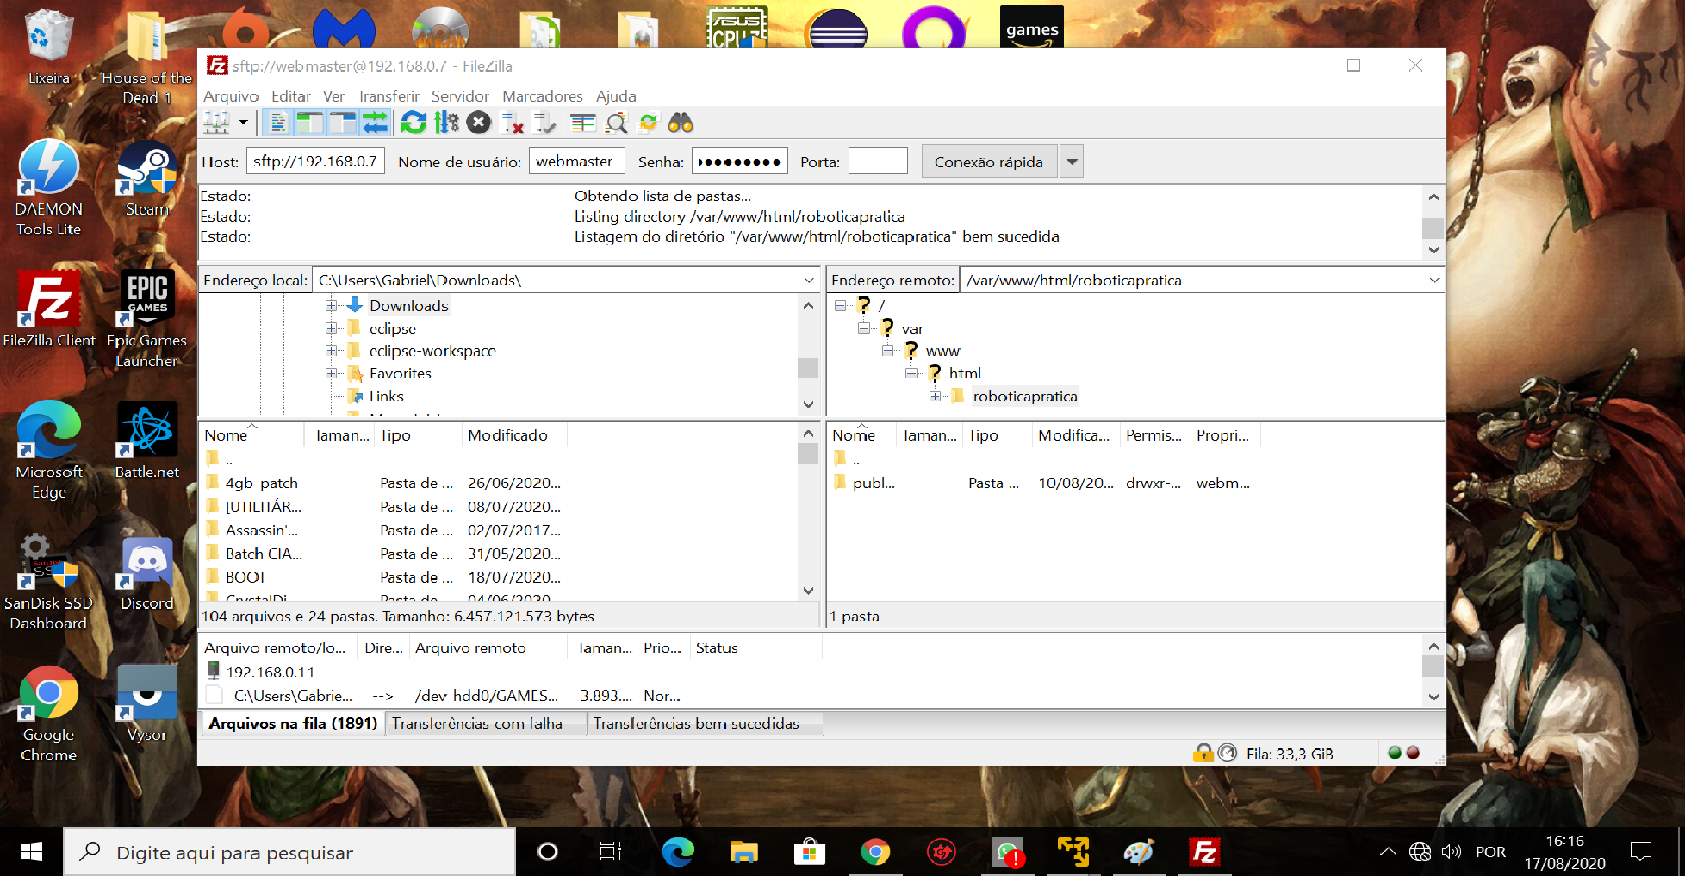 Lixeira
House of the
Dead 1
ASUS
CPUZ
games
DAEMON
Tools Lite
Steam
FileZilla Client
EPIC
GAMES
Epic Games
Launcher
Microsoft
Edge
Battle.net
SanDisk SSD
Dashboard
Discord
Google
Chrome
Vysor
sftp://webmaster@192.168.0.7 - FileZilla
Arquivo Editar Ver Transferir Servidor Marcadores Ajuda
Host: sftp://192.168.0.7 Nome de usuário: webmaster Senha: ●●●●●●●●● Porta: Conexão rápida
Estado: Obtendo lista de pastas...
Estado: Listing directory /var/www/html/roboticapratica
Estado: Listagem do diretório "/var/www/html/roboticapratica" bem sucedida
Endereço local: C:\Users\Gabriel\Downloads\
Downloads
eclipse
eclipse-workspace
Favorites
Links
Endereço remoto: /var/www/html/roboticapratica
/
var
www
html
roboticapratica
Nome Taman... Tipo Modificado
..
4gb_patch Pasta de ... 26/06/2020...
[UTILITÁR... Pasta de ... 08/07/2020...
Assassin'... Pasta de ... 02/07/2017...
Batch CIA... Pasta de ... 31/05/2020...
BOOT Pasta de ... 18/07/2020...
CrystalDi... Pasta de ... 04/06/2020...
104 arquivos e 24 pastas. Tamanho: 6.457.121.573 bytes
Nome Taman... Tipo Modifica... Permis... Propri...
..
publ... Pasta ... 10/08/20... drwxr-... webm...
1 pasta
Arquivo remoto/lo... Dire... Arquivo remoto Taman... Prio... Status
192.168.0.11
C:\Users\Gabrie... --> /dev_hdd0/GAMES... 3.893.... Nor...
Arquivos na fila (1891) Transferências com falha Transferências bem sucedidas
Fila: 33,3 GiB
Digite aqui para pesquisar
POR
16:16
17/08/2020